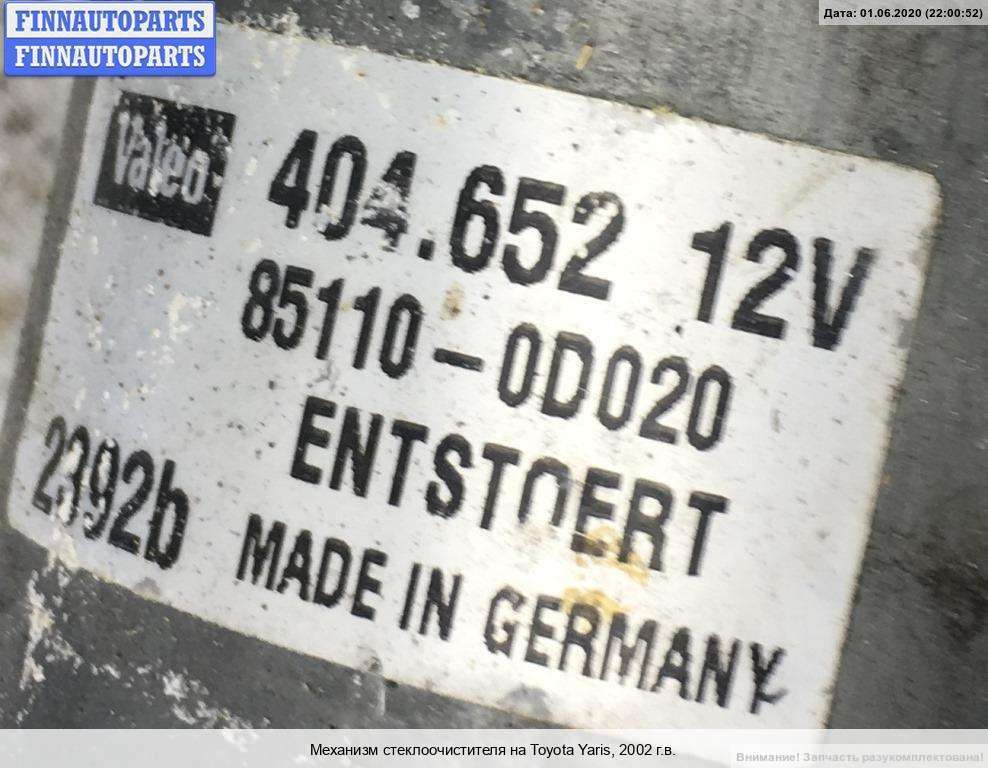 FINNAUTOPARTS
FINNAUTOPARTS
Дата: 01.06.2020 (22:00:52)
Valeo
404.652 12V
85110-0D020
ENTSTOERT
2392b MADE IN GERMANY
Механизм стеклоочистителя на Toyota Yaris, 2002 г.в.
Внимание! Запчасть разукомплектована!